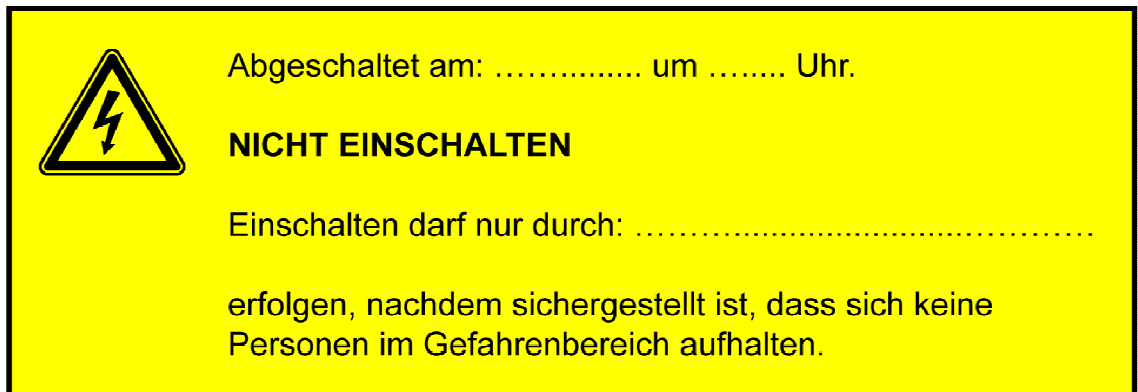 Abgeschaltet am: ……......... um …..... Uhr.
NICHT EINSCHALTEN
Einschalten darf nur durch: ………..........................…………
erfolgen, nachdem sichergestellt ist, dass sich keine
Personen im Gefahrenbereich aufhalten.